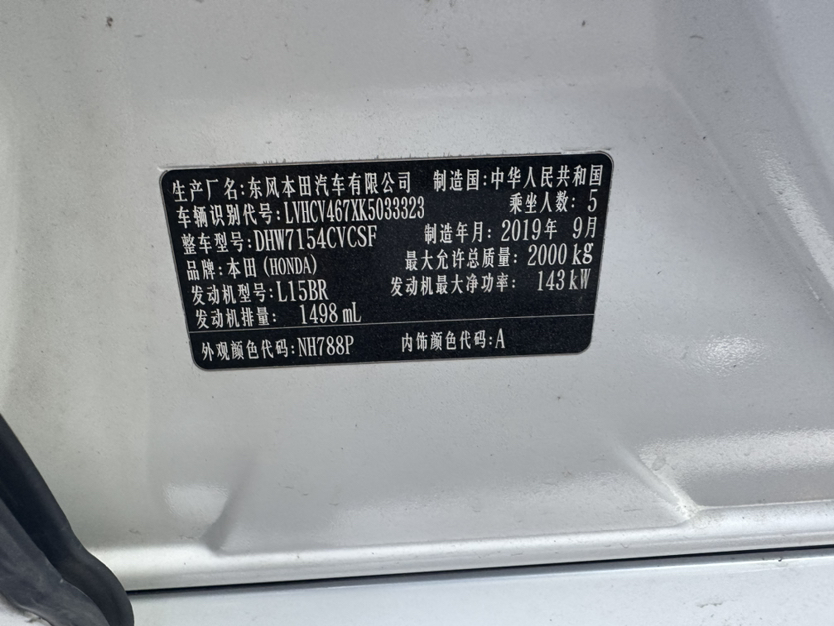 生产厂名:东风本田汽车有限公司 制造国:中华人民共和国
车辆识别代号:LVHCV467XK5033323 乘坐人数: 5
整车型号:DHW7154CVCSF 制造年月: 2019年 9月
品牌:本田(HONDA) 最大允许总质量: 2000 kg
发动机型号:L15BR 发动机最大净功率: 143 kW
发动机排量: 1498 mL
外观颜色代码:NH788P 内饰颜色代码:A